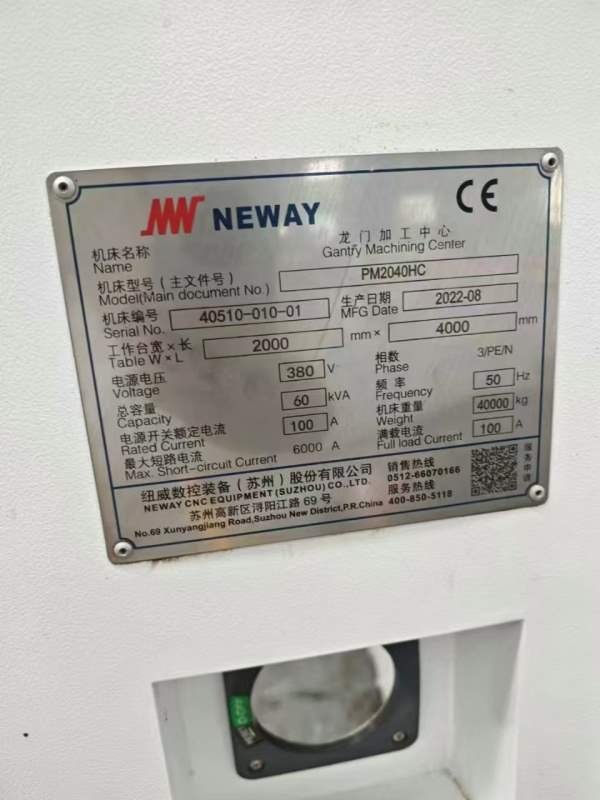 NEWAY CE
机床名称 龙门加工中心
Name Gantry Machining Center
机床型号（主文件号） PM2040HC
Model(Main document No.)
机床编号 40510-010-01 生产日期 2022-08
Serial No. MFG Date
工作台宽×长 2000 mm× 4000 mm
Table W×L
电源电压 380 V 相数 3/PE/N
Voltage Phase
总容量 60 kVA 频率 50 Hz
Capacity Frequency
电源开关额定电流 100 A 机床重量 40000 kg
Rated Current Weight
最大短路电流 6000 A 满载电流 100 A
Max. Short-circuit Current Full load Current
纽威数控装备（苏州）股份有限公司 销售热线
NEWAY CNC EQUIPMENT (SUZHOU) CO.,LTD. 0512-66070166
苏州高新区浔阳江路 69 号 服务热线
No.69 Xunyangjiang Road,Suzhou New District,P.R.China 400-850-5118
服务申请